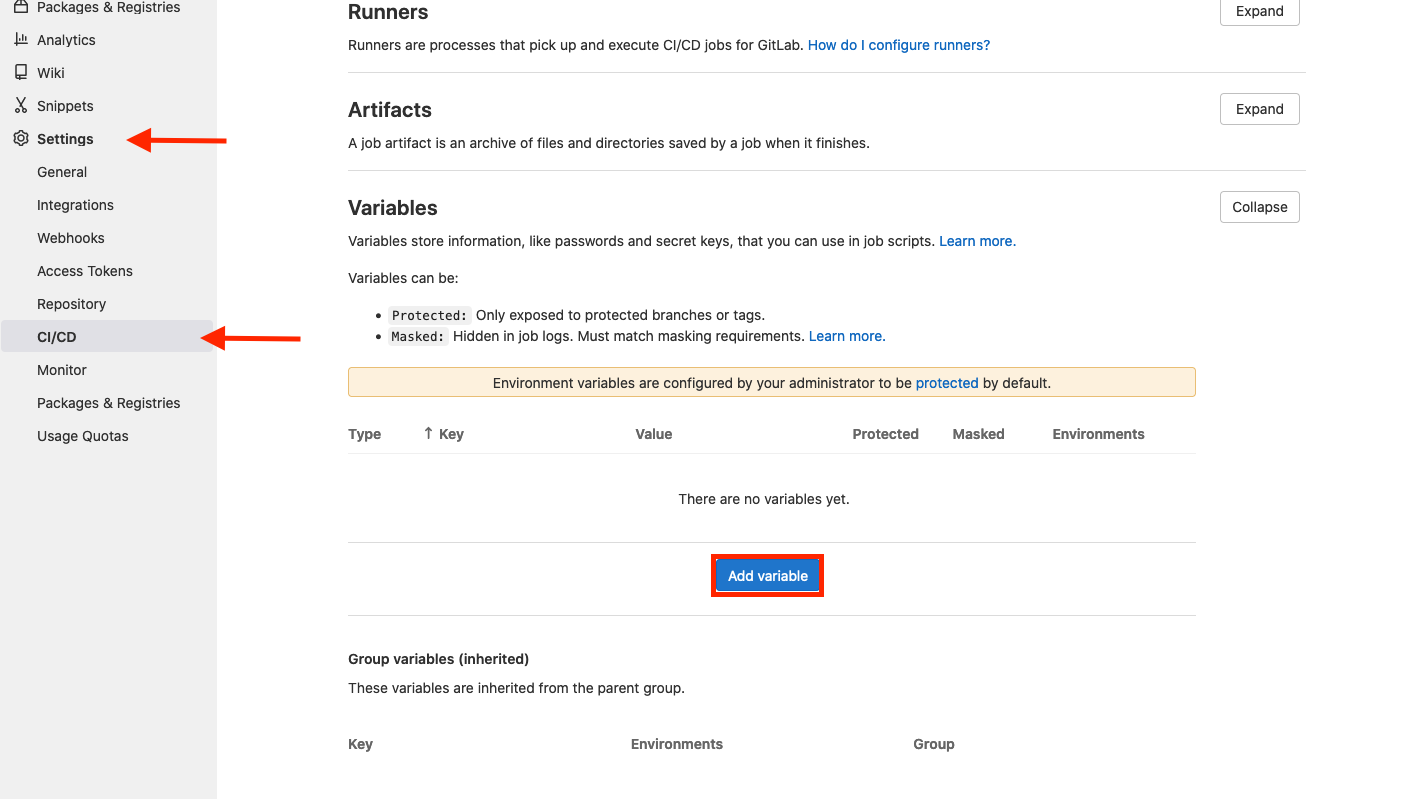 Packages & Registries
Analytics
Wiki
Snippets
Settings
General
Integrations
Webhooks
Access Tokens
Repository
CI/CD
Monitor
Packages & Registries
Usage Quotas
Runners
Expand
Runners are processes that pick up and execute CI/CD jobs for GitLab. How do I configure runners?
Artifacts
Expand
A job artifact is an archive of files and directories saved by a job when it finishes.
Variables
Collapse
Variables store information, like passwords and secret keys, that you can use in job scripts. Learn more.
Variables can be:
• Protected: Only exposed to protected branches or tags.
• Masked: Hidden in job logs. Must match masking requirements. Learn more.
Environment variables are configured by your administrator to be protected by default.
Type ↑ Key Value Protected Masked Environments
There are no variables yet.
Add variable
Group variables (inherited)
These variables are inherited from the parent group.
Key Environments Group